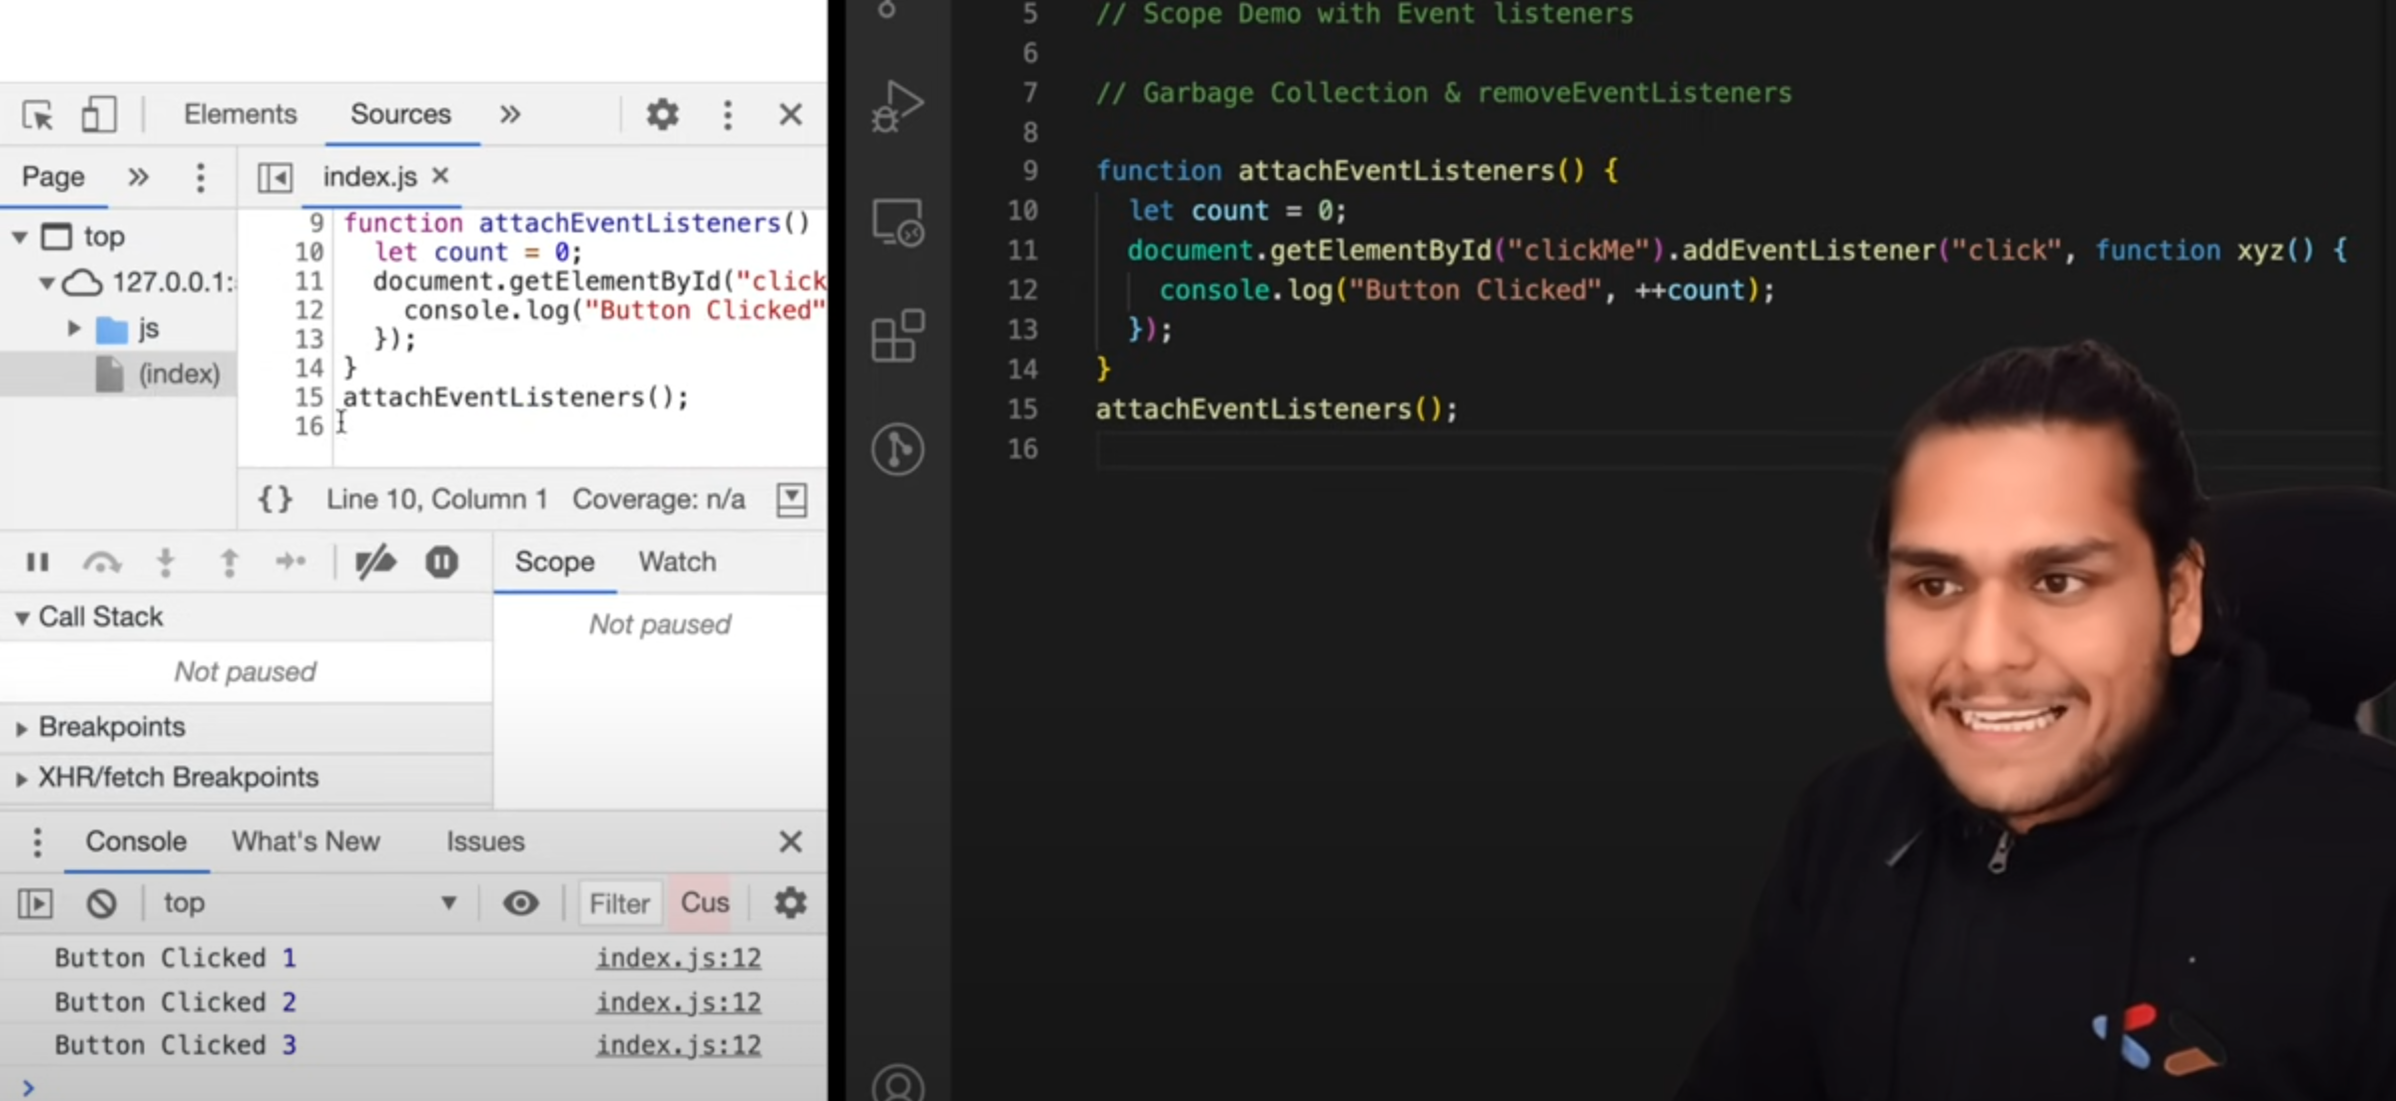 Elements Sources »
Page » index.js ×
top
127.0.0.1:
js
(index)
9 function attachEventListeners()
10 let count = 0;
11 document.getElementById("click
12 console.log("Button Clicked"
13 });
14 }
15 attachEventListeners();
16
{} Line 10, Column 1 Coverage: n/a
Scope Watch
Call Stack
Not paused
Not paused
Breakpoints
XHR/fetch Breakpoints
Console What's New Issues
top Filter Cus
Button Clicked 1 index.js:12
Button Clicked 2 index.js:12
Button Clicked 3 index.js:12
>
5 // Scope Demo with Event listeners
6
7 // Garbage Collection & removeEventListeners
8
9 function attachEventListeners() {
10 let count = 0;
11 document.getElementById("clickMe").addEventListener("click", function xyz() {
12 console.log("Button Clicked", ++count);
13 });
14 }
15 attachEventListeners();
16